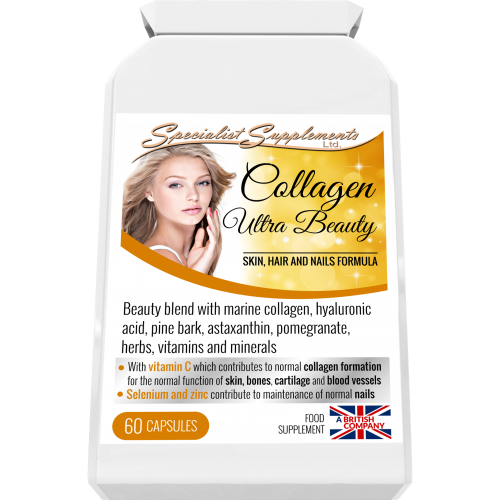 Specialist Supplements
Ltd.
Collagen
Ultra Beauty
SKIN, HAIR AND NAILS FORMULA
Beauty blend with marine collagen, hyaluronic
acid, pine bark, astaxanthin, pomegranate,
herbs, vitamins and minerals
• With vitamin C which contributes to normal collagen formation
for the normal function of skin, bones, cartilage and blood vessels
• Selenium and zinc contribute to maintenance of normal nails
60 CAPSULES
FOOD
SUPPLEMENT
A BRITISH
COMPANY